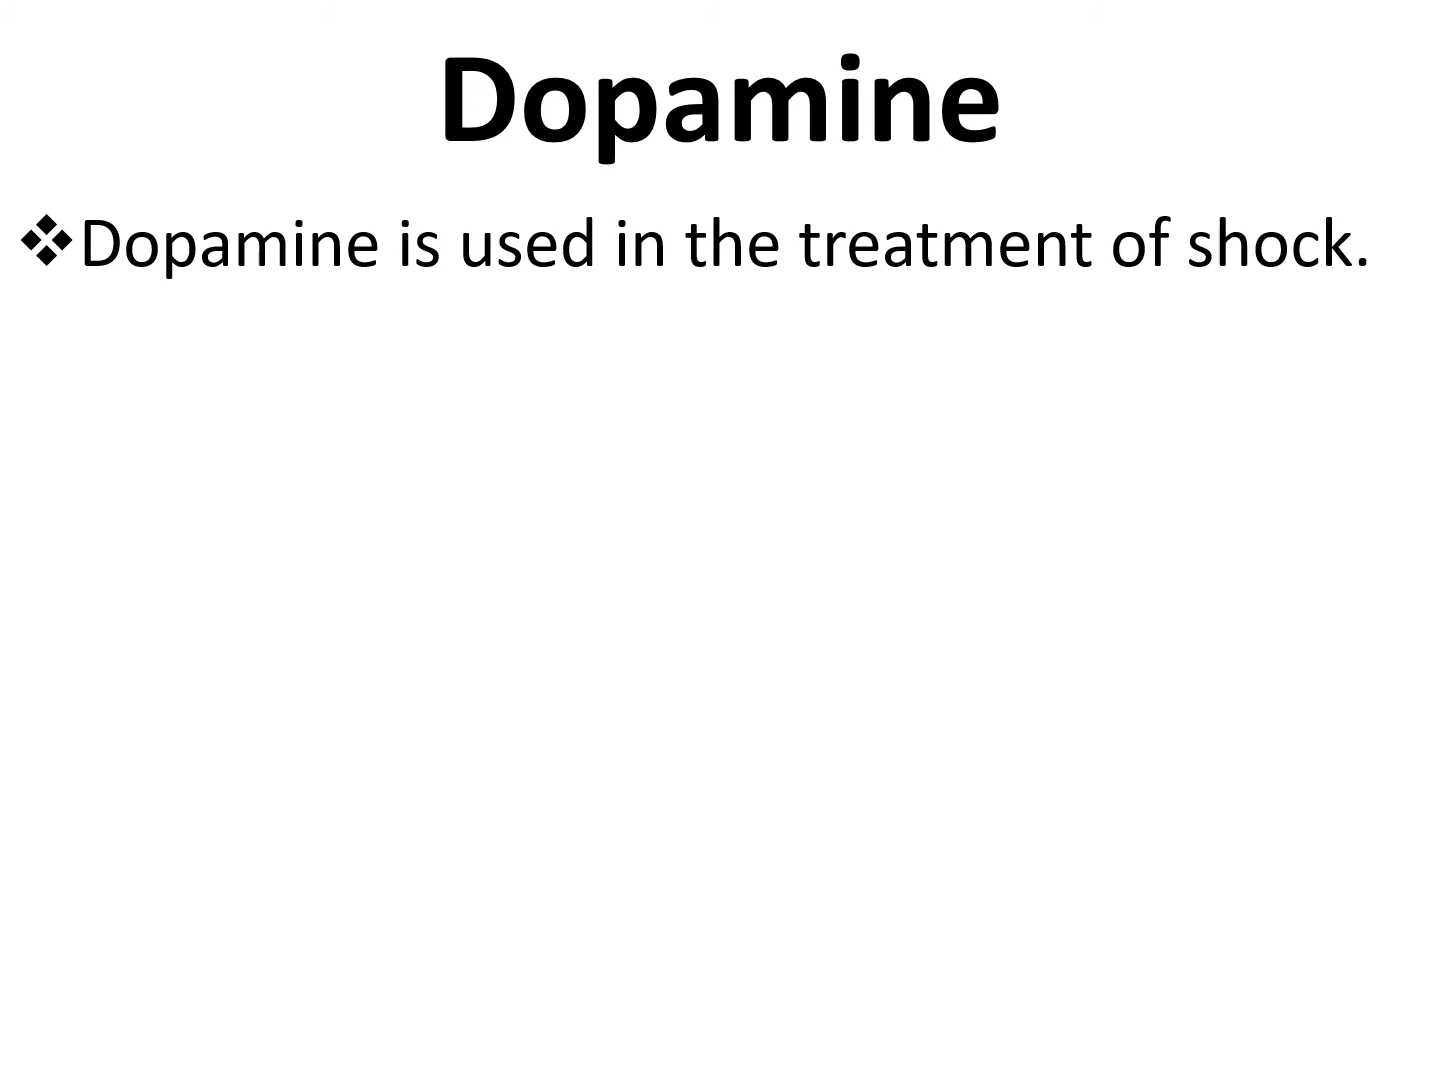 Dopamine
❖Dopamine is used in the treatment of shock.